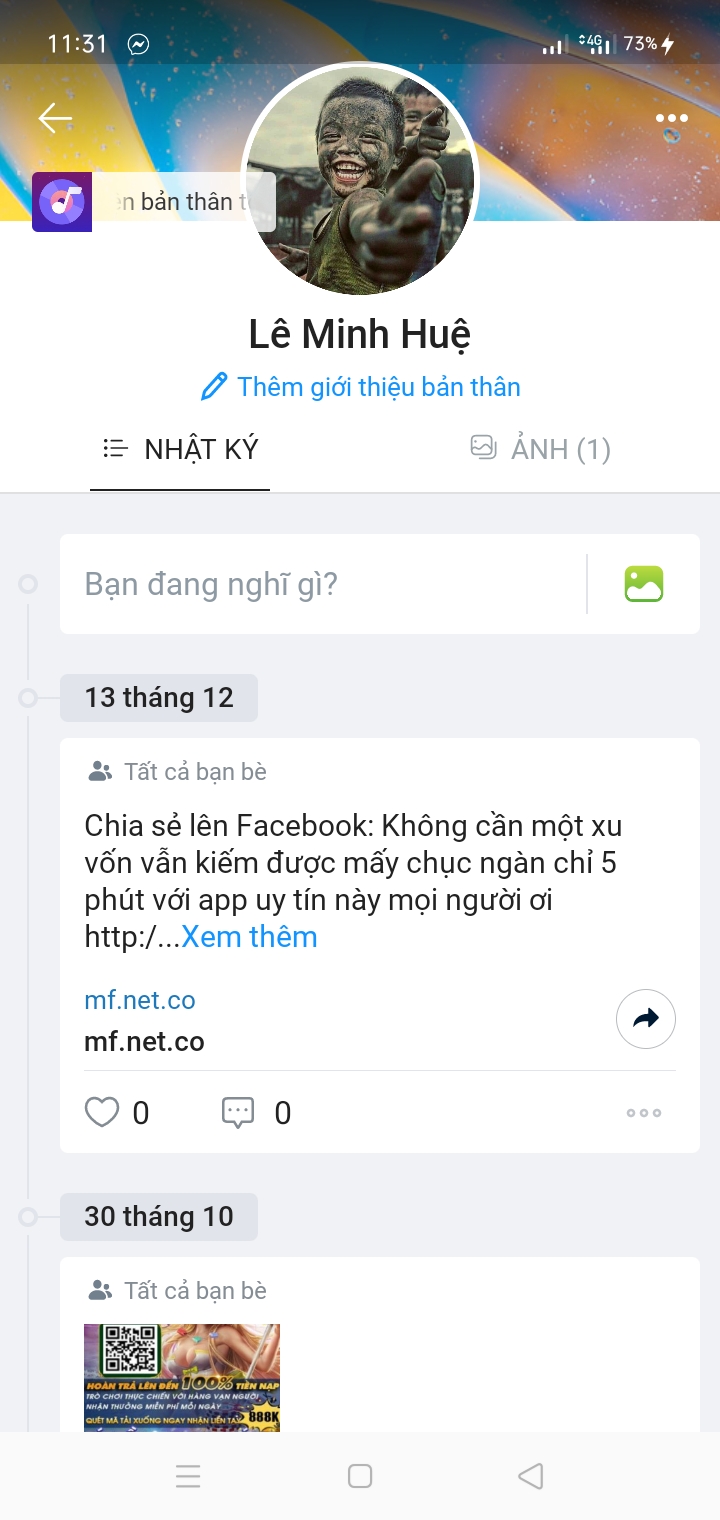 11:31
4G
73%
ên bản thân t
Lê Minh Huệ
Thêm giới thiệu bản thân
NHẬT KÝ
ẢNH (1)
Bạn đang nghĩ gì?
13 tháng 12
Tất cả bạn bè
Chia sẻ lên Facebook: Không cần một xu
vốn vẫn kiếm được mấy chục ngàn chỉ 5
phút với app uy tín này mọi người ơi
http:/...Xem thêm
mf.net.co
mf.net.co
0
0
30 tháng 10
Tất cả bạn bè
HOÀN TRẢ LÊN ĐẾN 100% TIỀN NẠP
TRÒ CHƠI THỰC CHIẾN VỚI HÀNG VẠN NGƯỜI
NHẬN THƯỞNG MIỄN PHÍ MỖI NGÀY
QUÉT MÃ TẢI XUỐNG NGAY NHẬN LIỀN TAY 888K